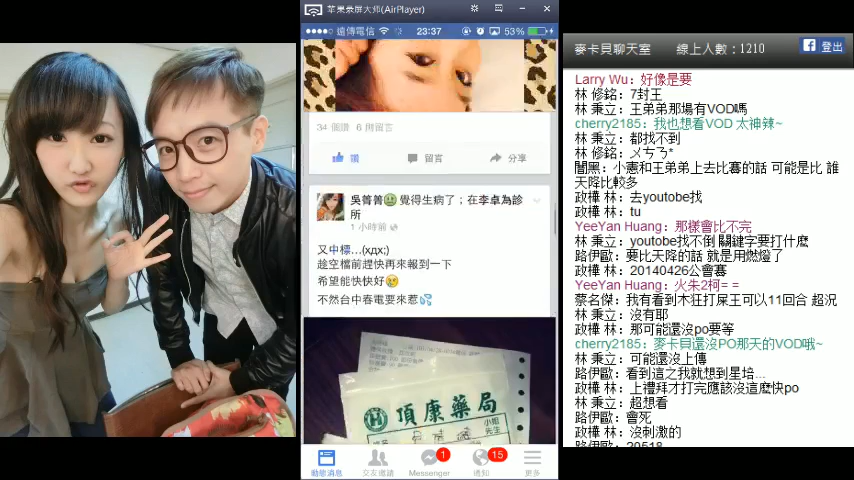 苹果录屏大师(AirPlayer)
遠傳電信
23:37
53%
34 個讚 6 則留言
讚
留言
分享
吳菁菁 覺得生病了;在李卓為診
所
1 小時前
又中標...(xдx;)
趁空檔前趕快再來報到一下
希望能快快好
不然台中春電要來惹
頂康藥局
小姐
先生
動態消息
交友邀請
1
Messenger
15
通知
更多
麥卡貝聊天室 線上人數:1210
登出
Larry Wu: 好像是要
林 修銘: 7封王
林 秉立: 王弟弟那場有VOD嗎
cherry2185: 我也想看VOD 太神辣~
林 秉立: 都找不到
林 修銘: ㄨㄘㄋ*
闇黑: 小憲和王弟弟上去比賽的話 可能是比 誰
天降比較多
政樺 林: 去youtobe找
政樺 林: tu
YeeYan Huang: 那樣會比不完
林 秉立: youtobe找不倒 關鍵字要打什麼
路伊歐: 要比天降的話 就是用燃燈了
政樺 林: 20140426公會賽
YeeYan Huang: 火朱2柯= =
蔡名傑: 我有看到木狂打屎王可以11回合 超況
林 秉立: 沒有耶
政樺 林: 那可能還沒po要等
cherry2185: 麥卡貝還沒PO那天的VOD哦~
林 秉立: 可能還沒上傳
路伊歐: 看到這之我就想到星培...
政樺 林: 上禮拜才打完應該沒這麼快po
林 秉立: 超想看
路伊歐: 會死
政樺 林: 沒刺激的